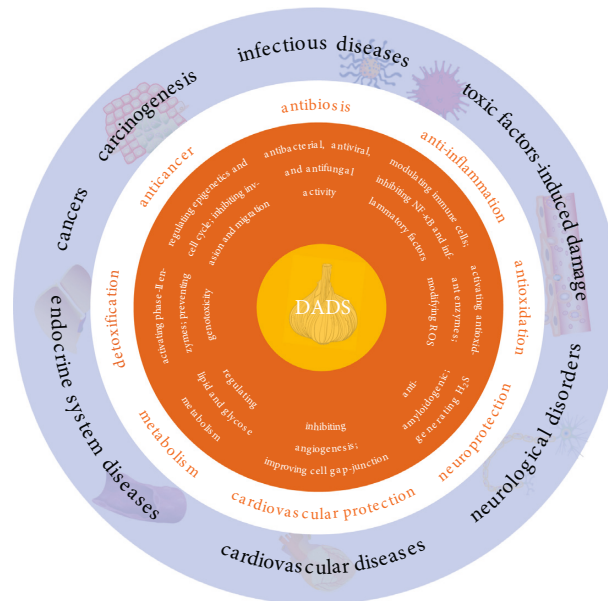 infectious diseases
toxic factors-induced damage
neurological disorders
cardiovascular diseases
endocrine system diseases
cancers
carcinogenesis
antibiosis
anti-inflammation
antioxidation
neuroprotection
cardiovascular protection
metabolism
detoxification
anticancer
antibacterial, antiviral,
and antifungal
activity
modulating immune cells;
inhibiting NF-κB and inf-
lammatory factors
activating antioxid-
ant enzymes;
modifying ROS
anti-
amyloidogenic;
generating H2S
inhibiting
angiogenesis;
improving cell gap-junction
regulating
lipid and glycose
metabolism
activating phase-II en-
zymes; preventing
genotoxicity
regulating epigenetics and
cell cycle; inhibiting inv-
asion and migration
DADS